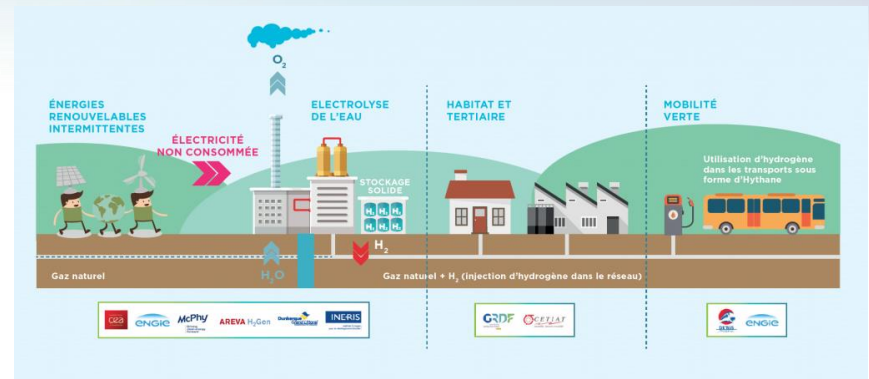 O₂
ÉNERGIES
RENOUVELABLES
INTERMITTENTES
ÉLECTRICITÉ
NON CONSOMMÉE
ELECTROLYSE
DE L'EAU
STOCKAGE
SOLIDE
H₂ H₂ H₂
H₂ H₂ H₂
H₂O
H₂
HABITAT ET
TERTIAIRE
MOBILITÉ
VERTE
Utilisation d'hydrogène
dans les transports sous
forme d'Hythane
Gaz naturel
Gaz naturel + H₂ (injection d'hydrogène dans le réseau)
cea
ENGIE
McPhy
AREVA H₂Gen
INERIS
GRDF
CETIAT
ENGIE